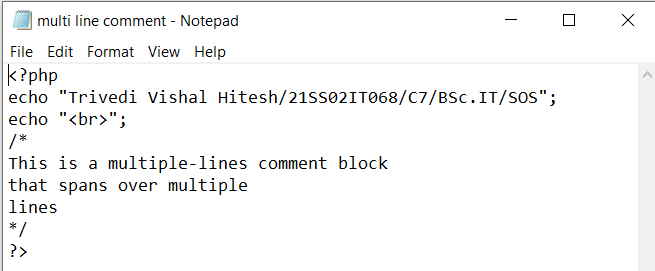 multi line comment - Notepad
File Edit Format View Help
<?php
echo "Trivedi Vishal Hitesh/21SS02IT068/C7/BSc.IT/SOS";
echo "<br>";
/*
This is a multiple-lines comment block
that spans over multiple
lines
*/
?>